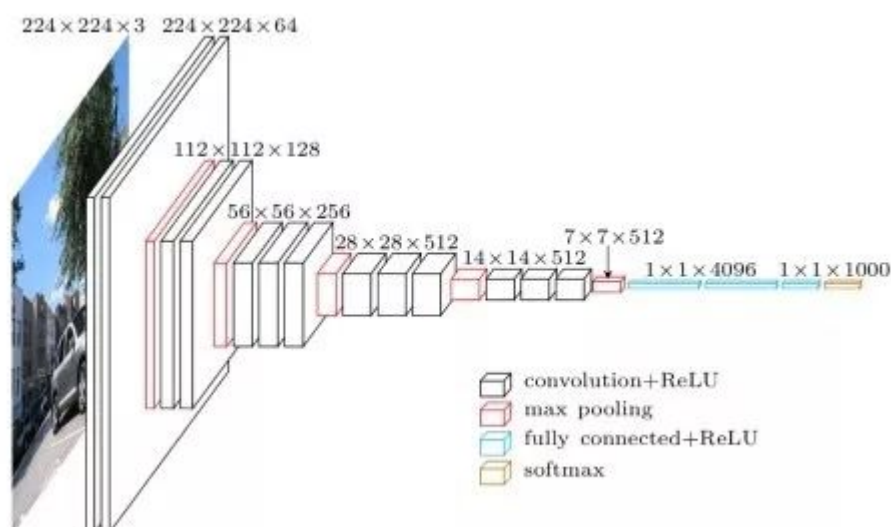 224 × 224 × 3 224 × 224 × 64
112 × 112 × 128
56 × 56 × 256
28 × 28 × 512
14 × 14 × 512
7 × 7 × 512
1 × 1 × 4096 1 × 1 × 1000
convolution+ReLU
max pooling
fully connected+ReLU
softmax